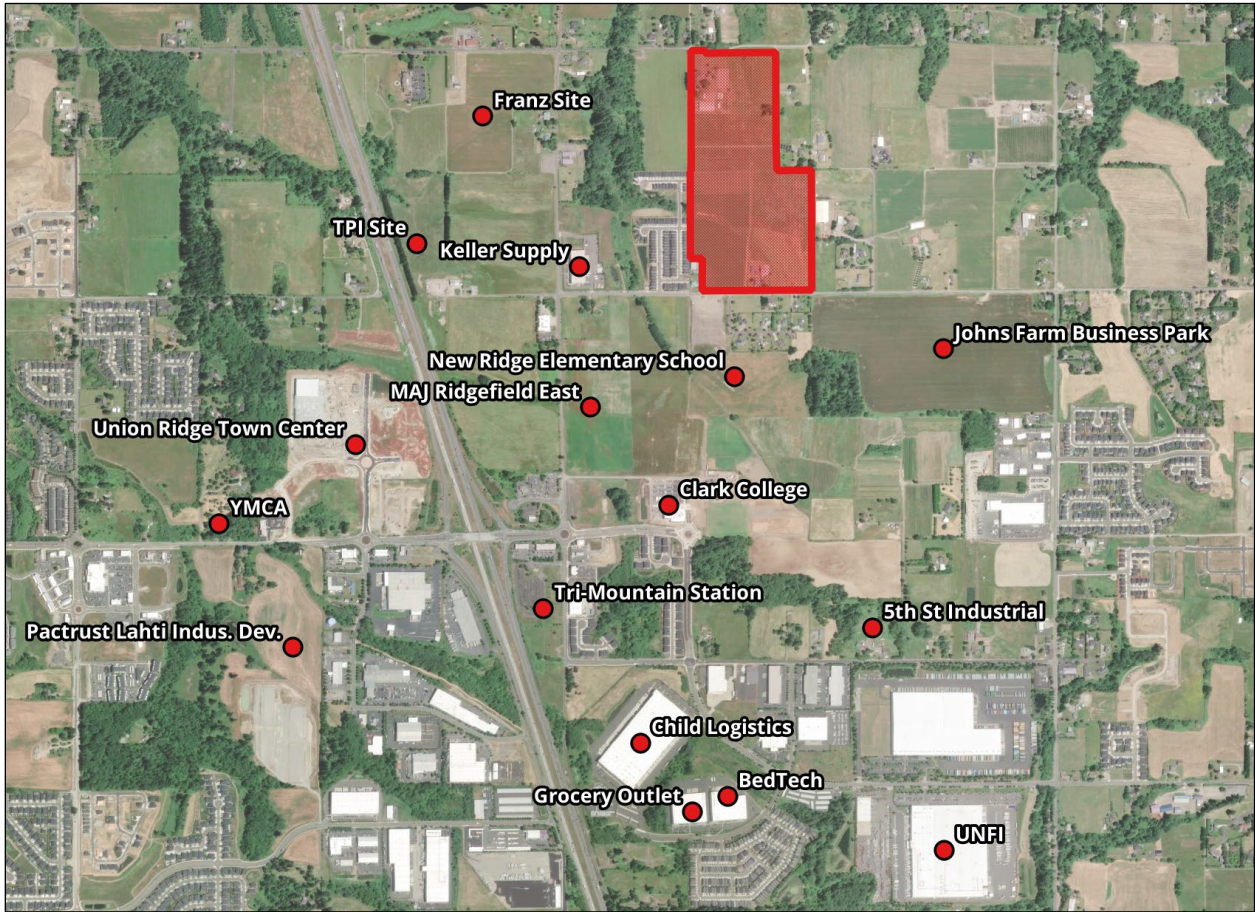 Franz Site
TPI Site
Keller Supply
Johns Farm Business Park
New Ridge Elementary School
MAJ Ridgefield East
Union Ridge Town Center
Clark College
YMCA
Tri-Mountain Station
5th St Industrial
Pactrust Lahti Indus. Dev.
Child Logistics
BedTech
Grocery Outlet
UNFI